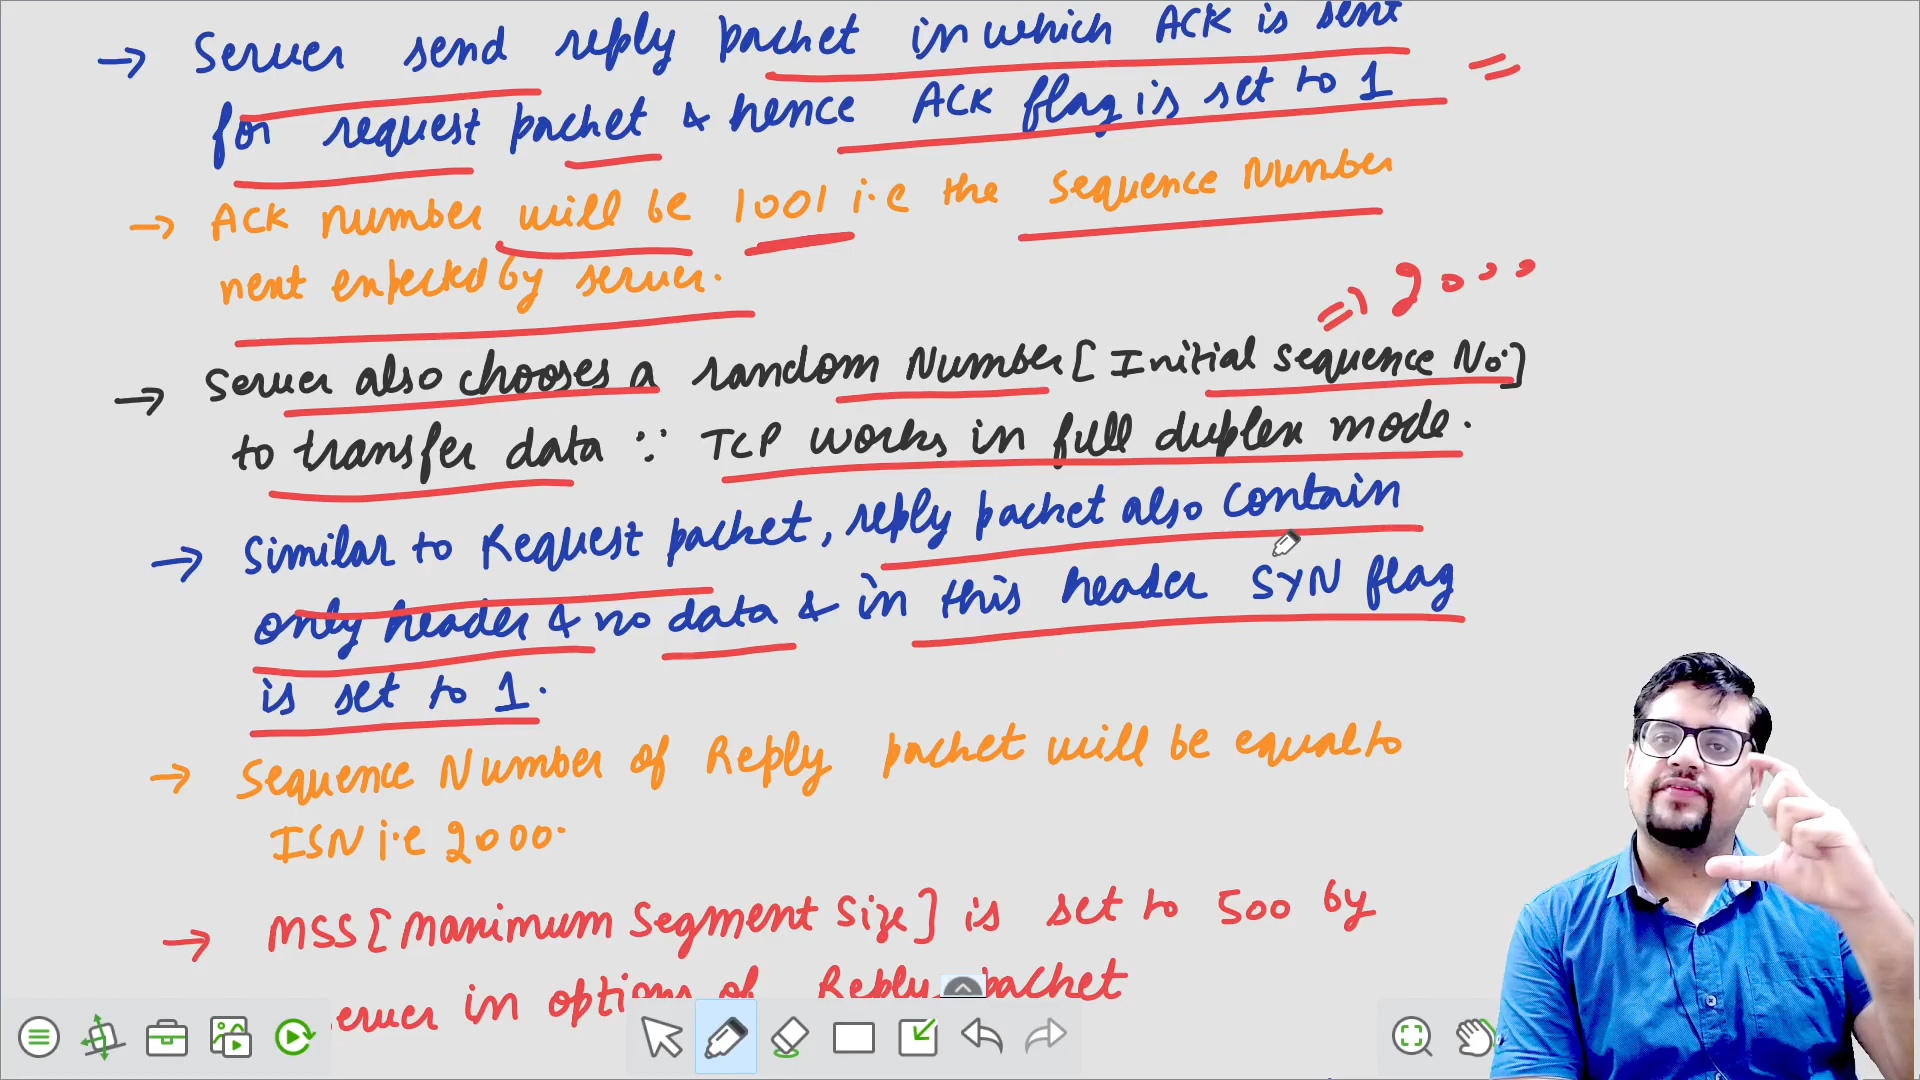 → Server send reply packet in which ACK is sent
for request packet & hence ACK flag is set to 1
→ ACK number will be 1001 i.e the Sequence Number
next expected by server.
⇒ 2000
→ Server also chooses a random Number [Initial Sequence No.]
to transfer data ∵ TCP works in full duplex mode.
→ Similar to Request packet, reply packet also contain
only header & no data & in this header SYN flag
is set to 1.
→ Sequence Number of Reply packet will be equal to
ISN i.e 2000.
→ MSS [Maximum Segment Size] is set to 500 by
server in options of Reply packet